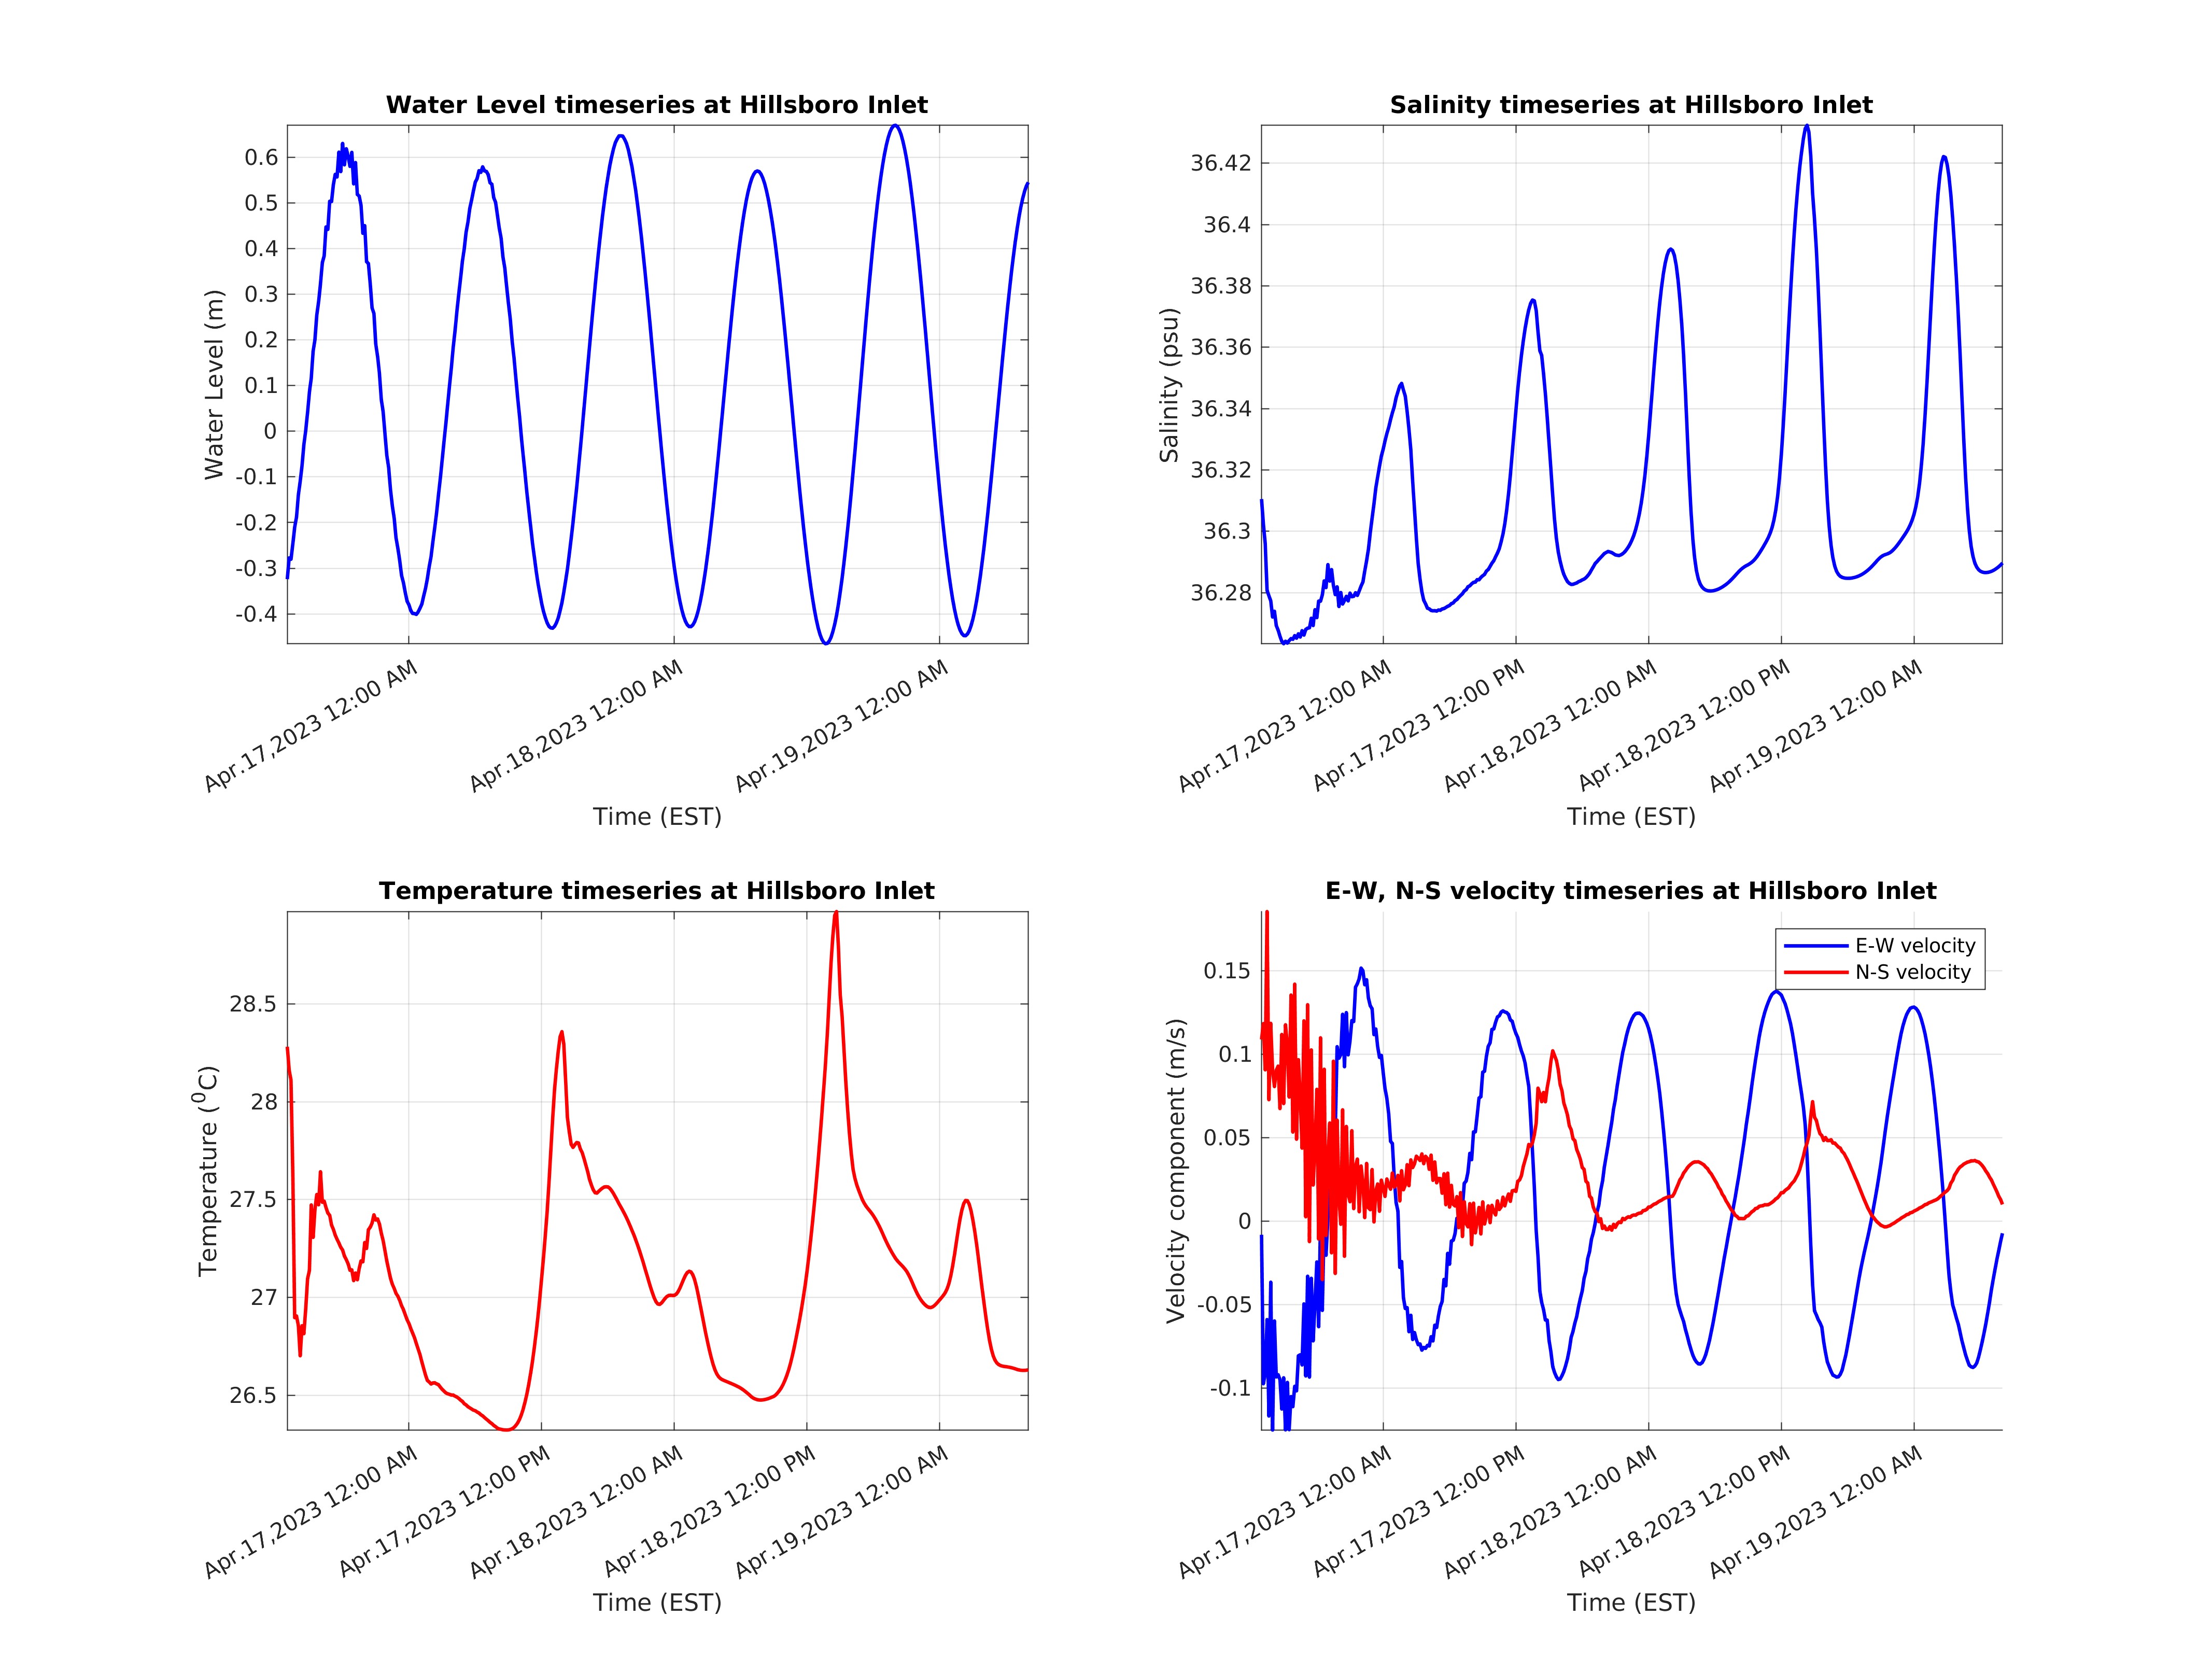 Water Level timeseries at Hillsboro Inlet
0.6
0.5
0.4
0.3
0.2
0.1
0
-0.1
-0.2
-0.3
-0.4
Water Level (m)
Apr.17,2023 12:00 AM
Apr.18,2023 12:00 AM
Apr.19,2023 12:00 AM
Time (EST)
Salinity timeseries at Hillsboro Inlet
36.42
36.4
36.38
36.36
36.34
36.32
36.3
36.28
Salinity (psu)
Apr.17,2023 12:00 AM
Apr.17,2023 12:00 PM
Apr.18,2023 12:00 AM
Apr.18,2023 12:00 PM
Apr.19,2023 12:00 AM
Time (EST)
Temperature timeseries at Hillsboro Inlet
28.5
28
27.5
27
26.5
Temperature (⁰C)
Apr.17,2023 12:00 AM
Apr.17,2023 12:00 PM
Apr.18,2023 12:00 AM
Apr.18,2023 12:00 PM
Apr.19,2023 12:00 AM
Time (EST)
E-W, N-S velocity timeseries at Hillsboro Inlet
E-W velocity
N-S velocity
0.15
0.1
0.05
0
-0.05
-0.1
Velocity component (m/s)
Apr.17,2023 12:00 AM
Apr.17,2023 12:00 PM
Apr.18,2023 12:00 AM
Apr.18,2023 12:00 PM
Apr.19,2023 12:00 AM
Time (EST)